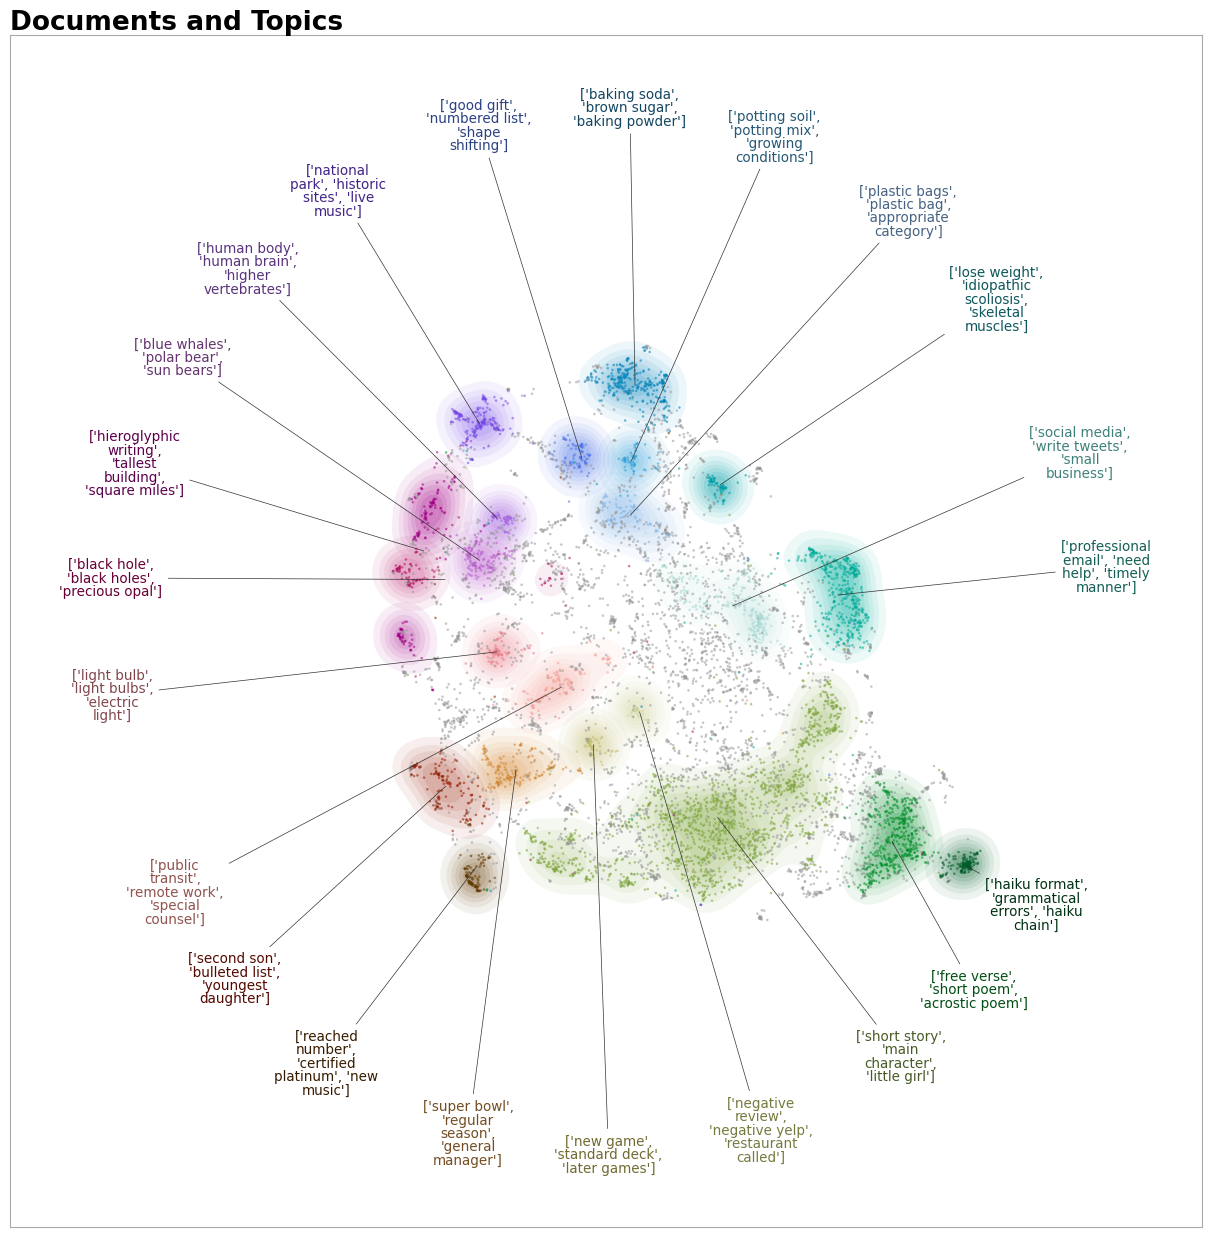 Documents and Topics
['baking soda',
'brown sugar',
'baking powder']
['good gift',
'numbered list',
'shape
shifting']
['potting soil',
'potting mix',
'growing
conditions']
['national
park', 'historic
sites', 'live
music']
['plastic bags',
'plastic bag',
'appropriate
category']
['human body',
'human brain',
'higher
vertebrates']
['lose weight',
'idiopathic
scoliosis',
'skeletal
muscles']
['blue whales',
'polar bear',
'sun bears']
['social media',
'write tweets',
'small
business']
['hieroglyphic
writing',
'tallest
building',
'square miles']
['professional
email', 'need
help', 'timely
manner']
['black hole',
'black holes',
'precious opal']
['light bulb',
'light bulbs',
'electric
light']
['public
transit',
'remote work',
'special
counsel']
['haiku format',
'grammatical
errors', 'haiku
chain']
['second son',
'bulleted list',
'youngest
daughter']
['free verse',
'short poem',
'acrostic poem']
['reached
number',
'certified
platinum', 'new
music']
['short story',
'main
character',
'little girl']
['super bowl',
'regular
season',
'general
manager']
['new game',
'standard deck',
'later games']
['negative
review',
'negative yelp',
'restaurant
called']